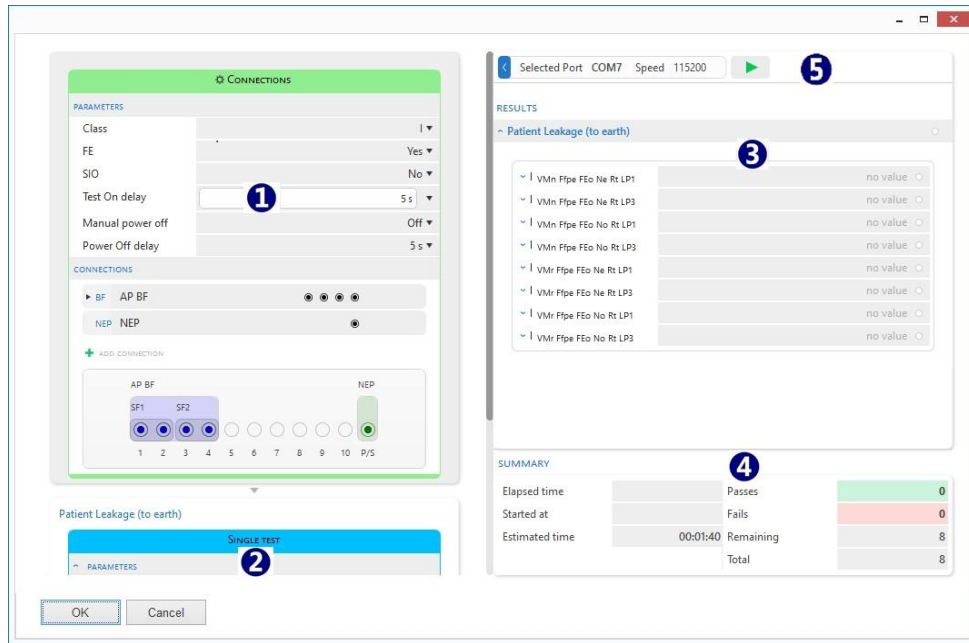 CONNECTIONS
PARAMETERS
Class I
FE Yes
SIO No
Test On delay 5 s
1
Manual power off Off
Power Off delay 5 s
CONNECTIONS
BF AP BF
NEP NEP
ADD CONNECTION
AP BF NEP
SF1 SF2
1 2 3 4 5 6 7 8 9 10 P/S
Patient Leakage (to earth)
SINGLE TEST
2
PARAMETERS
OK Cancel
Selected Port COM7 Speed 115200
5
RESULTS
Patient Leakage (to earth)
3
I VMn Ffpe FEo Ne Rt LP1 no value
I VMn Ffpe FEo Ne Rt LP3 no value
I VMn Ffpe FEo No Rt LP1 no value
I VMn Ffpe FEo No Rt LP3 no value
I VMr Ffpe FEo Ne Rt LP1 no value
I VMr Ffpe FEo Ne Rt LP3 no value
I VMr Ffpe FEo No Rt LP1 no value
I VMr Ffpe FEo No Rt LP3 no value
SUMMARY
4
Elapsed time Passes 0
Started at Fails 0
Estimated time 00:01:40 Remaining 8
Total 8